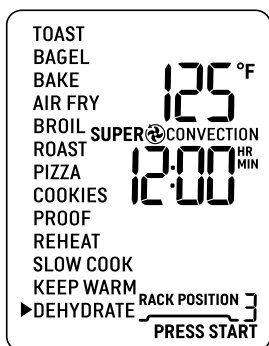 TOAST
BAGEL
BAKE
AIR FRY
BROIL
ROAST
PIZZA
COOKIES
PROOF
REHEAT
SLOW COOK
KEEP WARM
▶DEHYDRATE
125 °F
SUPER CONVECTION
12:00 HR MIN
RACK POSITION 3
PRESS START